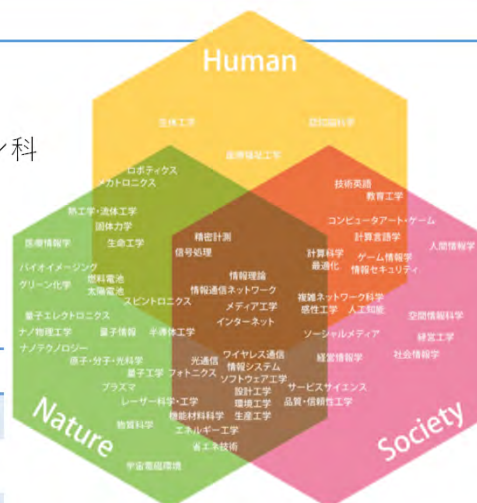 Human
生体工学
認知脳科学
医療福祉工学
ン科
ロボティクス
メカトロニクス
技術英語
教育工学
熱工学・流体工学
固体力学
コンピュータアート・ゲーム
精密計測
計算言語学
医療情報学
生命工学
信号処理
人間情報学
計算科学
ゲーム情報学
最適化
情報セキュリティ
バイオイメージング
燃料電池
情報理論
グリーン化学
太陽電池
情報通信ネットワーク
スピントロニクス
複雑ネットワーク科学
メディア工学
感性工学
人工知能
量子エレクトロニクス
インターネット
空間情報科学
ナノ物理工学
量子情報
半導体工学
ソーシャルメディア
経営工学
ナノテクノロジー
ワイヤレス通信
社会情報学
原子・分子・光科学
光通信
情報システム
経営情報学
量子工学
フォトニクス
ソフトウェア工学
プラズマ
設計工学
サービスサイエンス
レーザー科学・工学
環境工学
品質・信頼性工学
機能材料科学
生産工学
Nature
物質科学
エネルギー工学
Society
省エネ技術
宇宙電磁環境